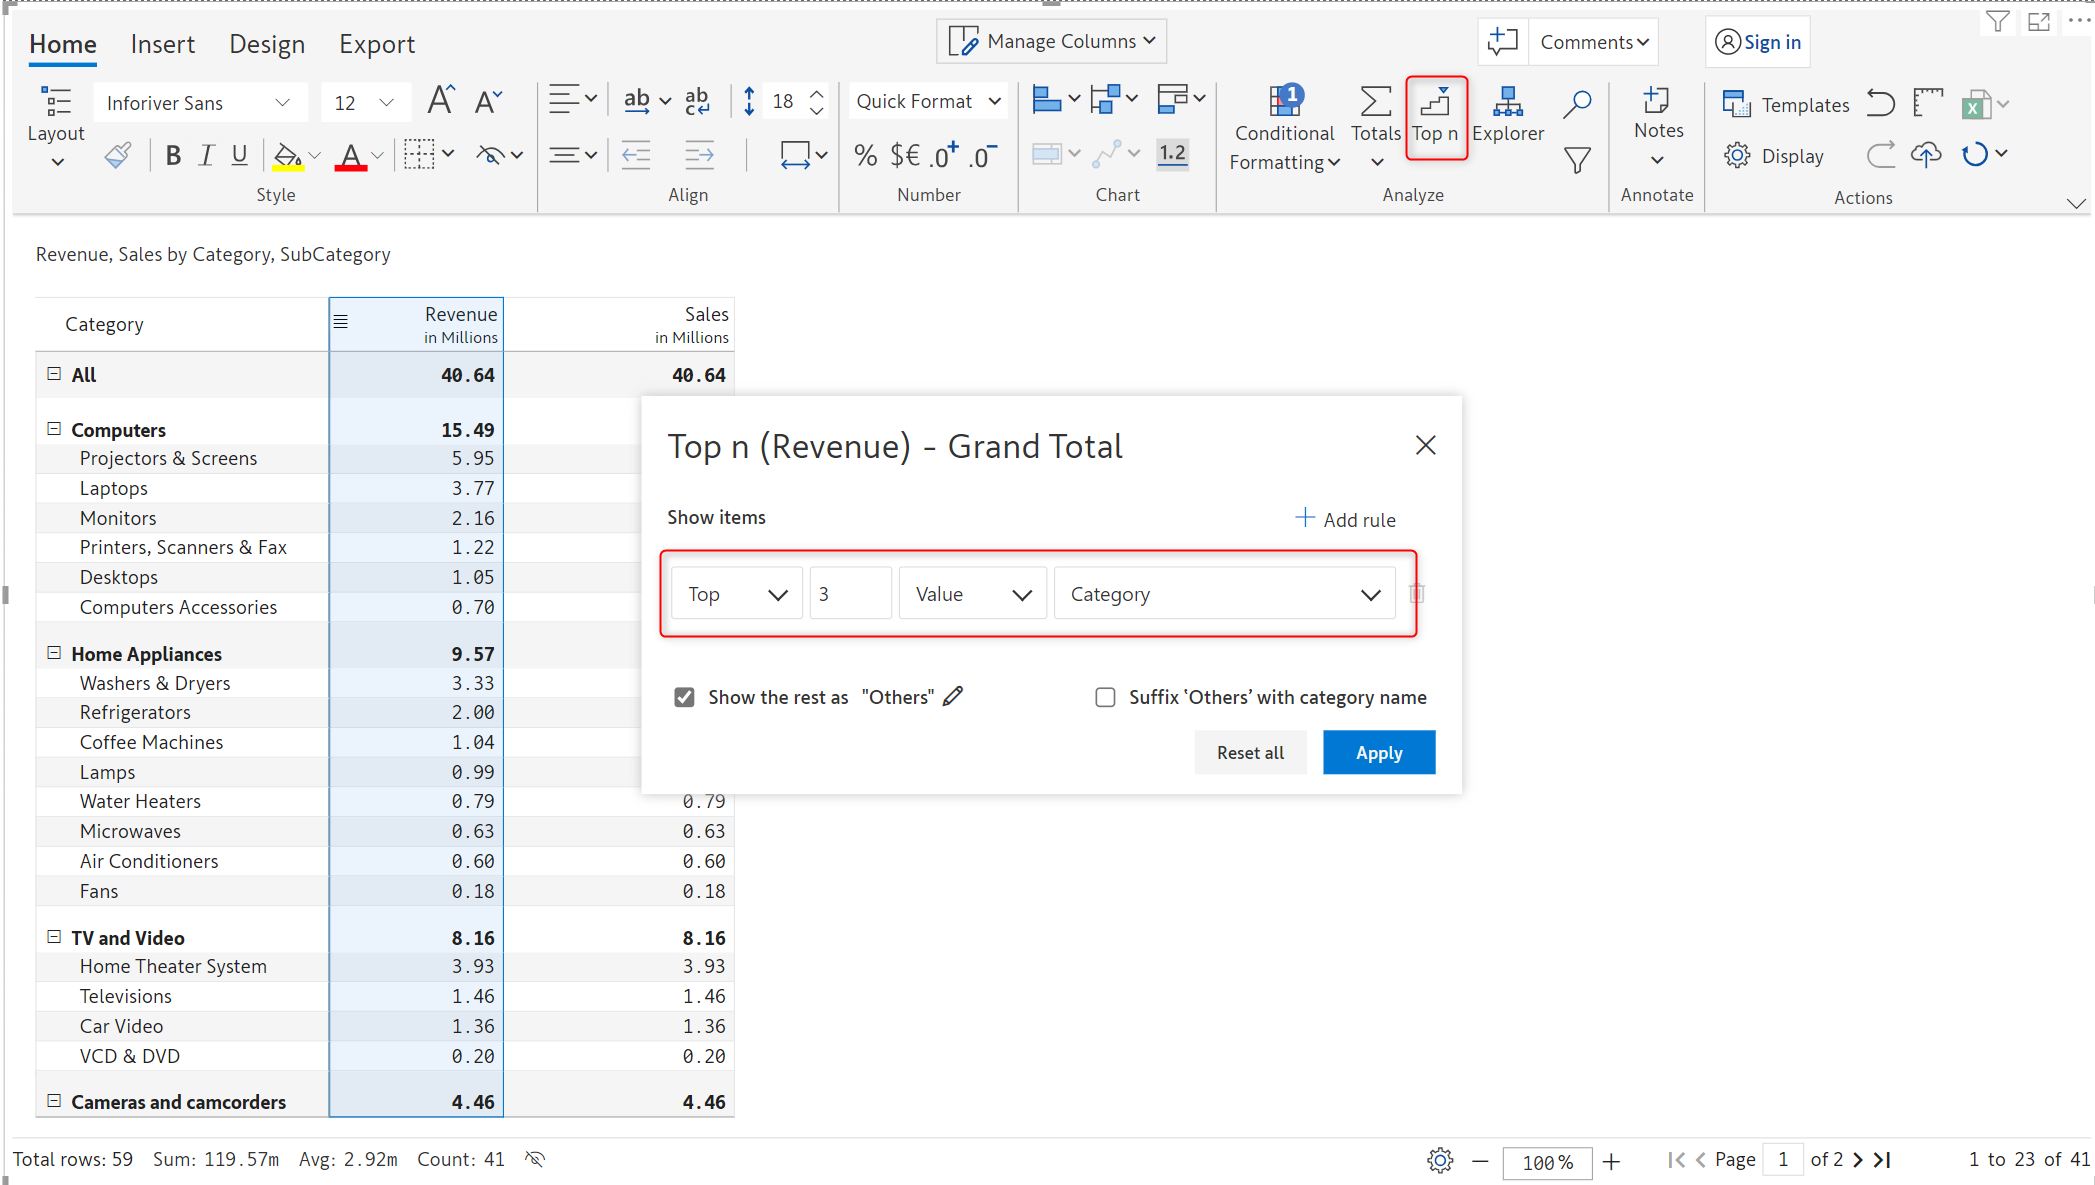 Home Insert Design Export
Manage Columns
Comments
Sign in
Layout
Inforiver Sans 12 A A
B I U A
Style
ab ab c 18
Align
Quick Format
% $€ .0+ .0-
Number
1.2
Chart
1
Conditional Formatting Totals Top n Explorer
Analyze
Notes
Annotate
Templates
X
Display
Actions
Revenue, Sales by Category, SubCategory
Category Revenue in Millions Sales in Millions
All 40.64 40.64
Computers 15.49
Projectors & Screens 5.95
Laptops 3.77
Monitors 2.16
Printers, Scanners & Fax 1.22
Desktops 1.05
Computers Accessories 0.70
Home Appliances 9.57
Washers & Dryers 3.33
Refrigerators 2.00
Coffee Machines 1.04
Lamps 0.99
Water Heaters 0.79 0.79
Microwaves 0.63 0.63
Air Conditioners 0.60 0.60
Fans 0.18 0.18
TV and Video 8.16 8.16
Home Theater System 3.93 3.93
Televisions 1.46 1.46
Car Video 1.36 1.36
VCD & DVD 0.20 0.20
Cameras and camcorders 4.46 4.46
Top n (Revenue) - Grand Total
Show items
Add rule
Top 3 Value Category
Show the rest as "Others"
Suffix 'Others' with category name
Reset all Apply
Total rows: 59 Sum: 119.57m Avg: 2.92m Count: 41
100%
Page 1 of 2
1 to 23 of 41